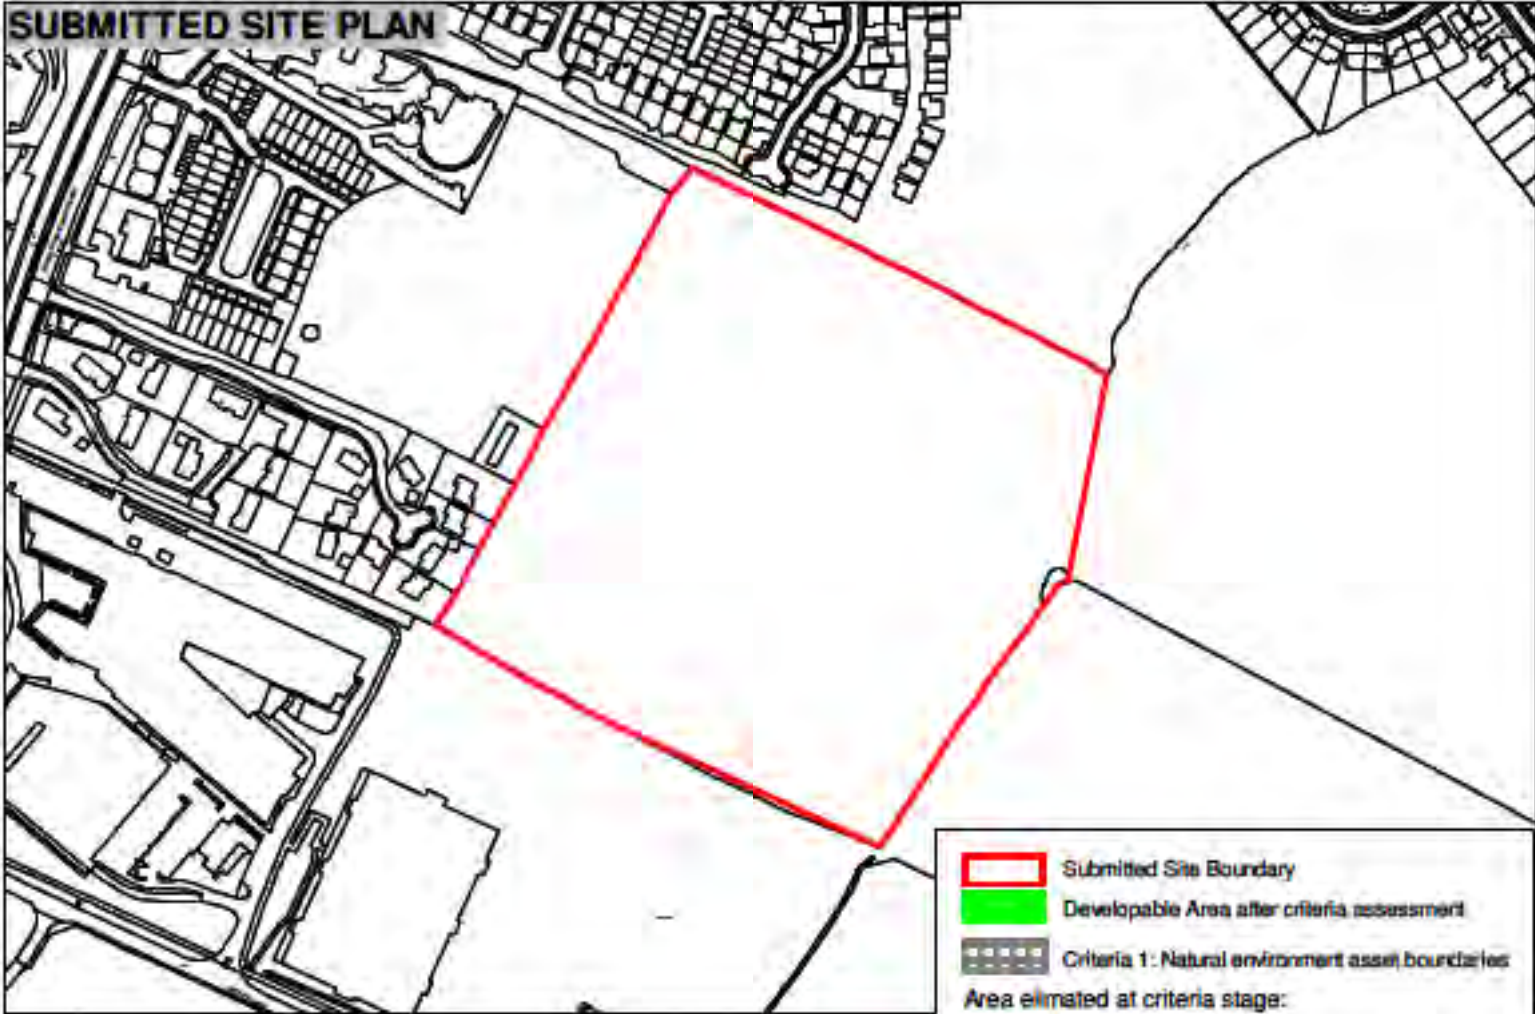 SUBMITTED SITE PLAN
Submitted Site Boundary
Developable Area after criteria assessment
Criteria 1: Natural environment asset boundaries
Area elimated at criteria stage: